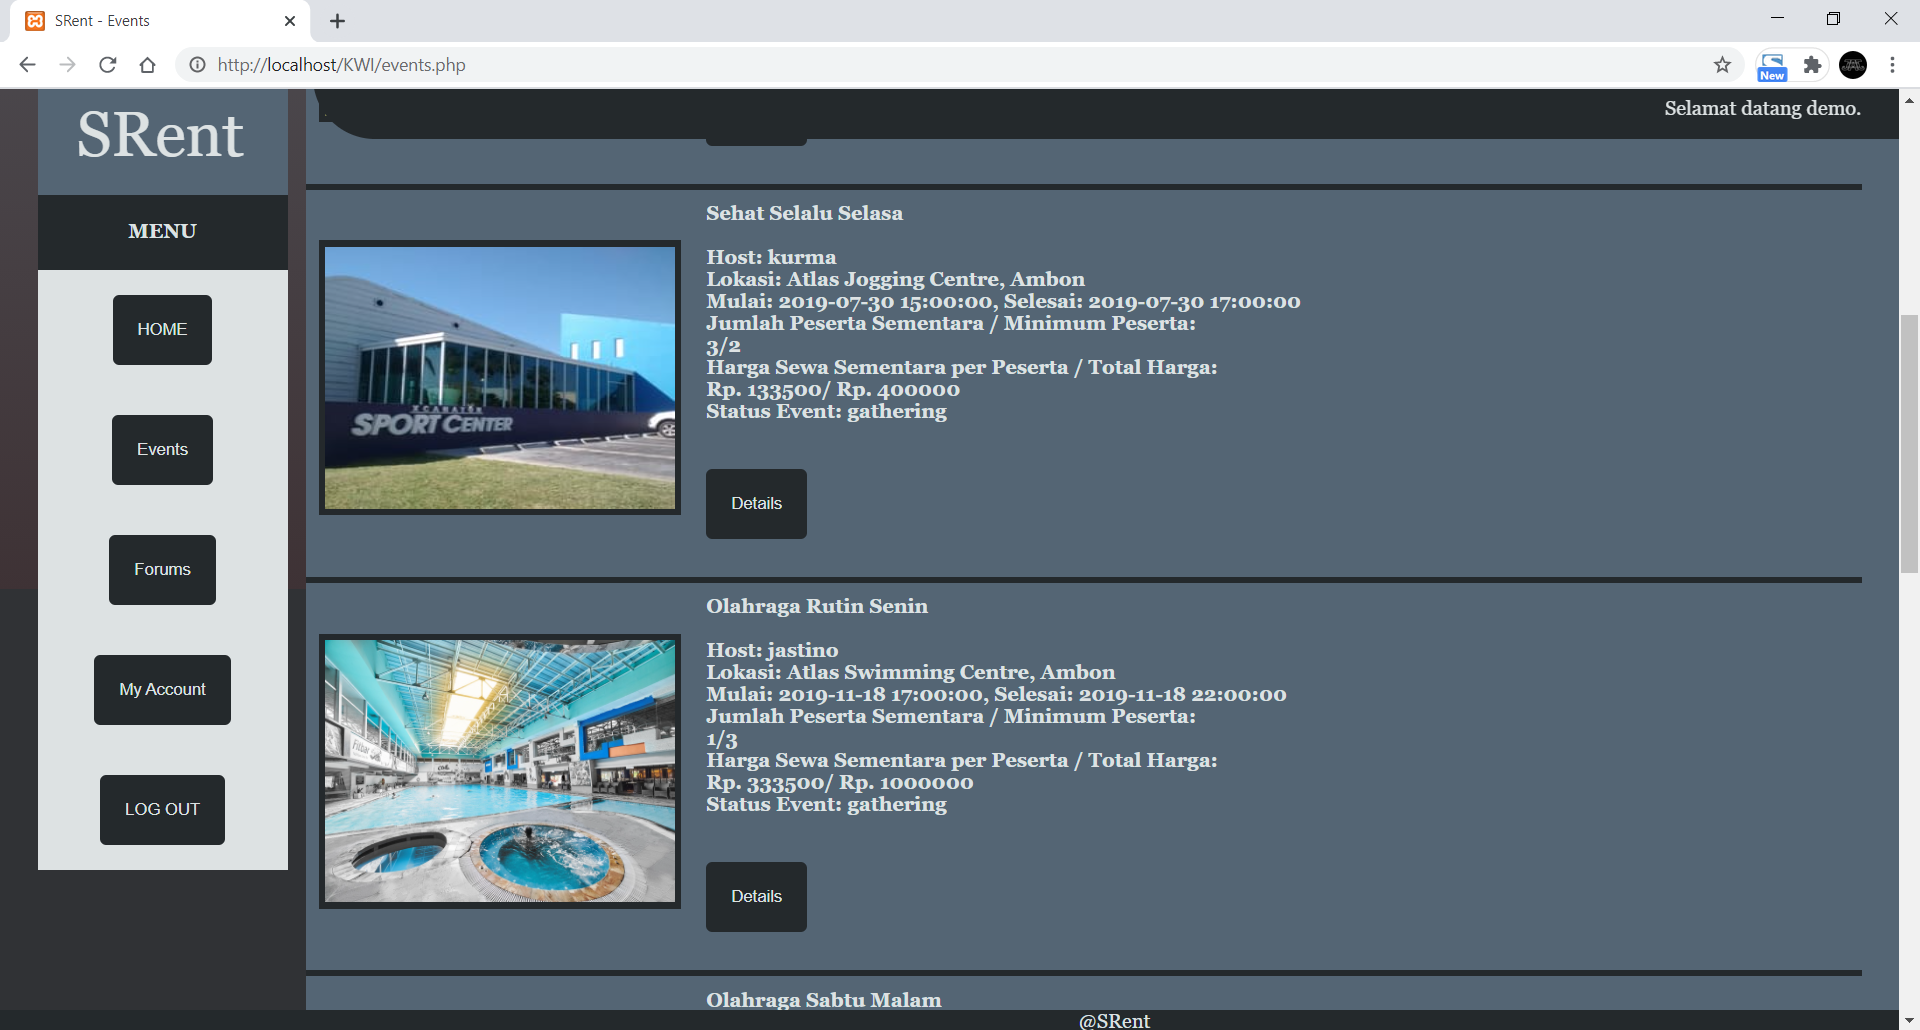 SRent - Events
http://localhost/KWI/events.php
New
SRent
Selamat datang demo.
MENU
HOME
Events
Forums
My Account
LOG OUT
Sehat Selalu Selasa
Host: kurma
Lokasi: Atlas Jogging Centre, Ambon
Mulai: 2019-07-30 15:00:00, Selesai: 2019-07-30 17:00:00
Jumlah Peserta Sementara / Minimum Peserta:
3/2
Harga Sewa Sementara per Peserta / Total Harga:
Rp. 133500/ Rp. 400000
Status Event: gathering
XCARATÚN
SPORT CENTER
Details
Olahraga Rutin Senin
Host: jastino
Lokasi: Atlas Swimming Centre, Ambon
Mulai: 2019-11-18 17:00:00, Selesai: 2019-11-18 22:00:00
Jumlah Peserta Sementara / Minimum Peserta:
1/3
Harga Sewa Sementara per Peserta / Total Harga:
Rp. 333500/ Rp. 1000000
Status Event: gathering
Details
Olahraga Sabtu Malam
@SRent